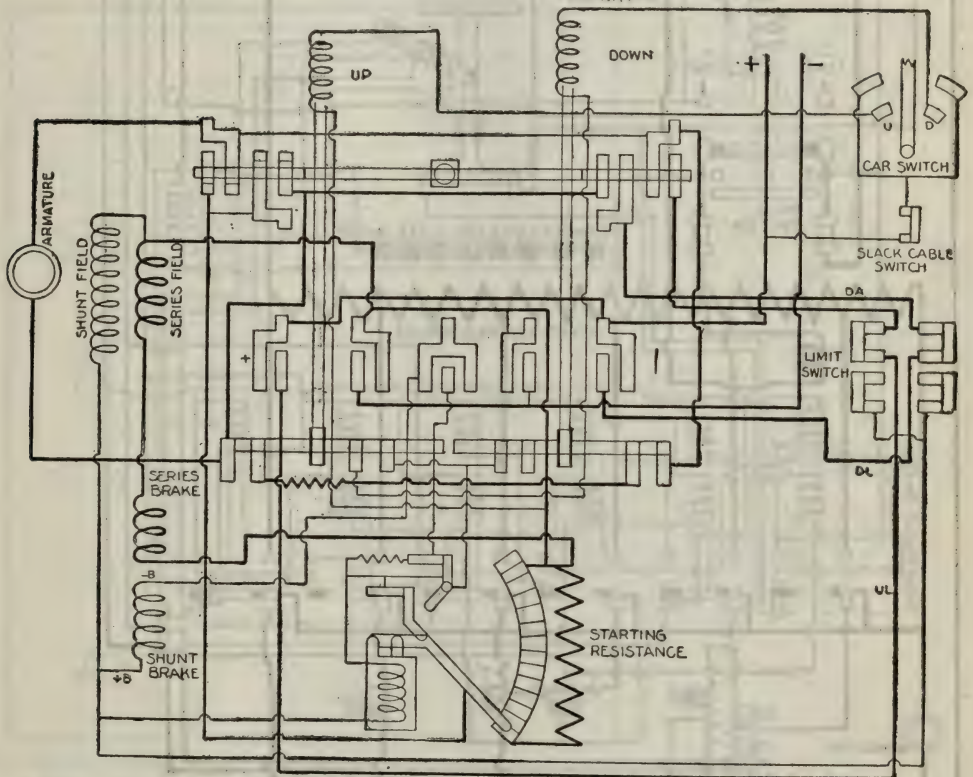 UP
DOWN
+
-
U
D
CAR SWITCH
SLACK CABLE
SWITCH
ARMATURE
SHUNT FIELD
SERIES FIELD
DA
LIMIT
SWITCH
+
DL
SERIES
BRAKE
-B
UL
STARTING
RESISTANCE
SHUNT
BRAKE
+B